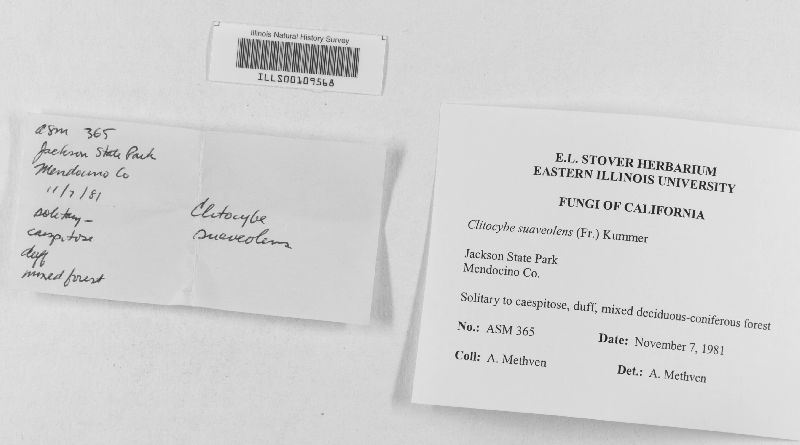 Illinois Natural History Survey
ILLS00109568
asm 365
Jackson State Park
Mendocino Co
11/7/81
solitary –
caespitose
duff
mixed forest
Clitocybe
suaveolens
E.L. STOVER HERBARIUM
EASTERN ILLINOIS UNIVERSITY
FUNGI OF CALIFORNIA
Clitocybe suaveolens (Fr.) Kummer
Jackson State Park
Mendocino Co.
Solitary to caespitose, duff, mixed deciduous-coniferous forest
No.: ASM 365 Date: November 7, 1981
Coll: A. Methven Det.: A. Methven